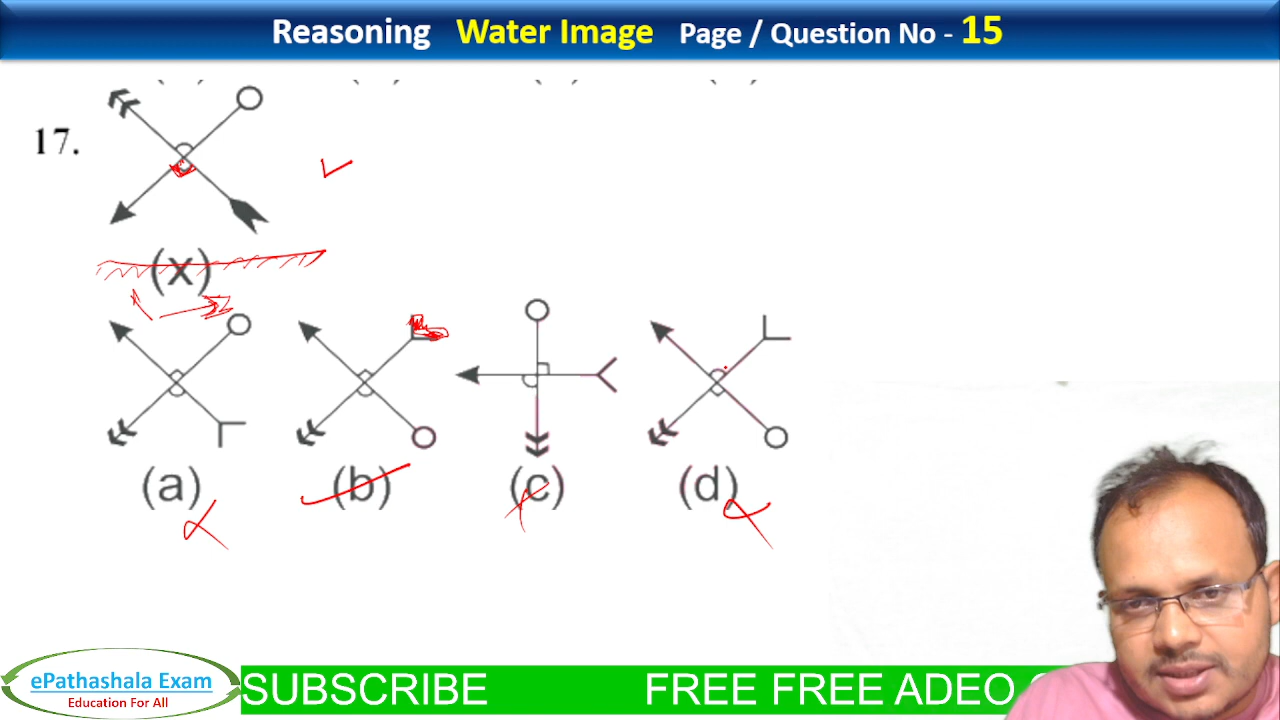 Reasoning Water Image Page / Question No - 15
17.
(x)
(a) (b) (c) (d)
ePathashala Exam
Education For All
SUBSCRIBE FREE FREE ADEO